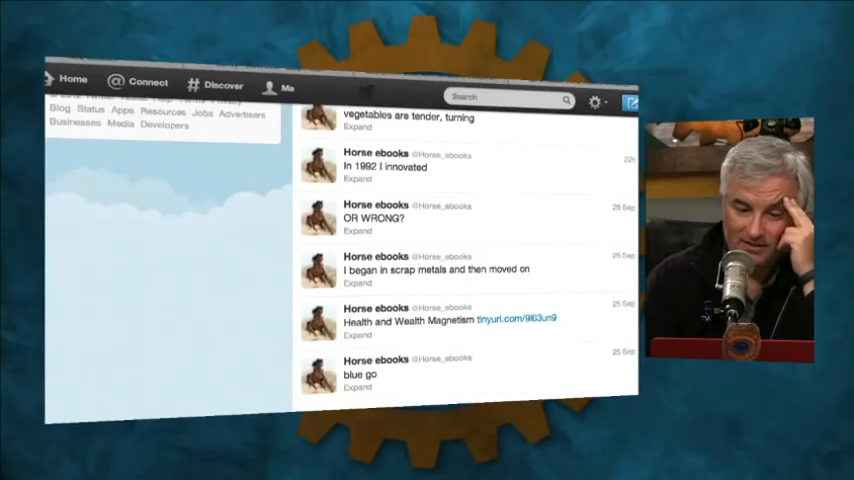 Home
Connect
Discover
Me
Search
Blog Status Apps Resources Jobs Advertisers
Businesses Media Developers
vegetables are tender, turning
Expand
Horse ebooks @Horse_ebooks 22h
In 1992 I innovated
Expand
Horse ebooks @Horse_ebooks 25 Sep
OR WRONG?
Expand
Horse ebooks @Horse_ebooks 25 Sep
I began in scrap metals and then moved on
Expand
Horse ebooks @Horse_ebooks 25 Sep
Health and Wealth Magnetism tinyurl.com/9l63un9
Expand
Horse ebooks @Horse_ebooks 25 Sep
blue go
Expand